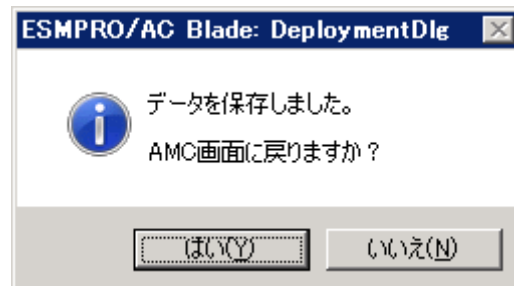 ESMPRO/AC Blade: DeploymentDlg
データを保存しました。
AMC画面に戻りますか？
はい(Y)
いいえ(N)